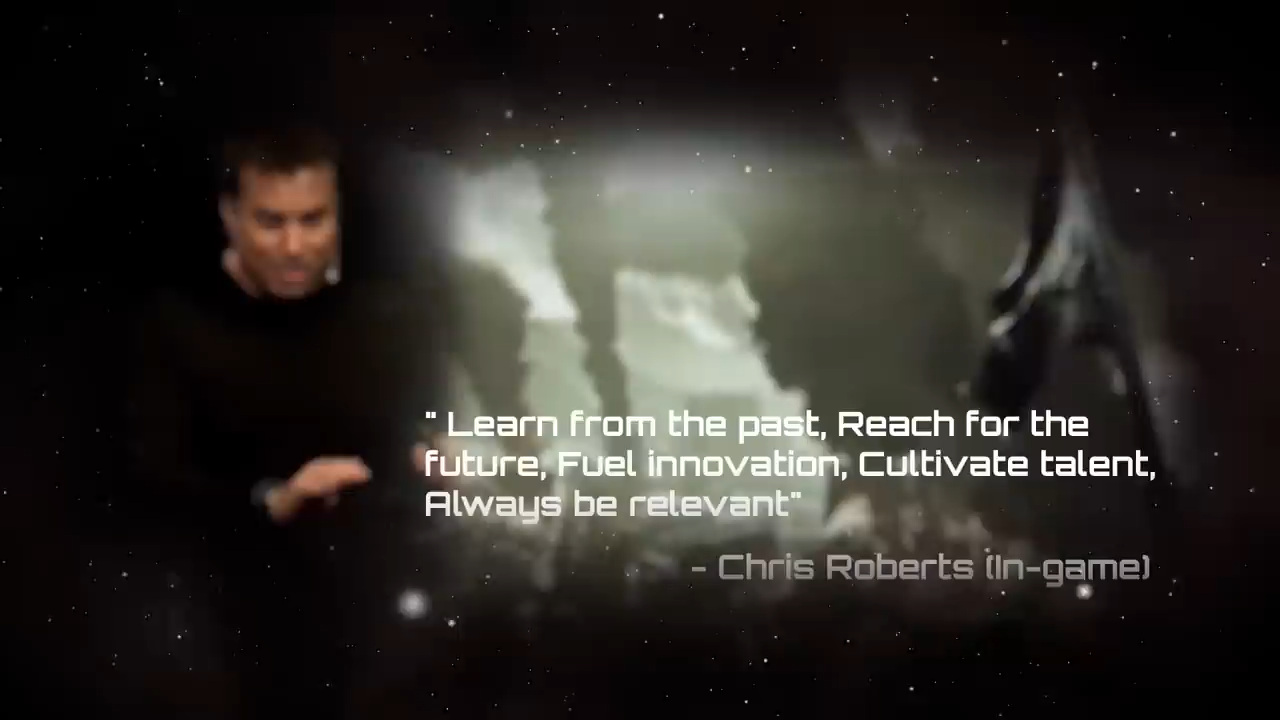 " Learn from the past, Reach for the
future, Fuel innovation, Cultivate talent,
Always be relevant"
- Chris Roberts (In-game)